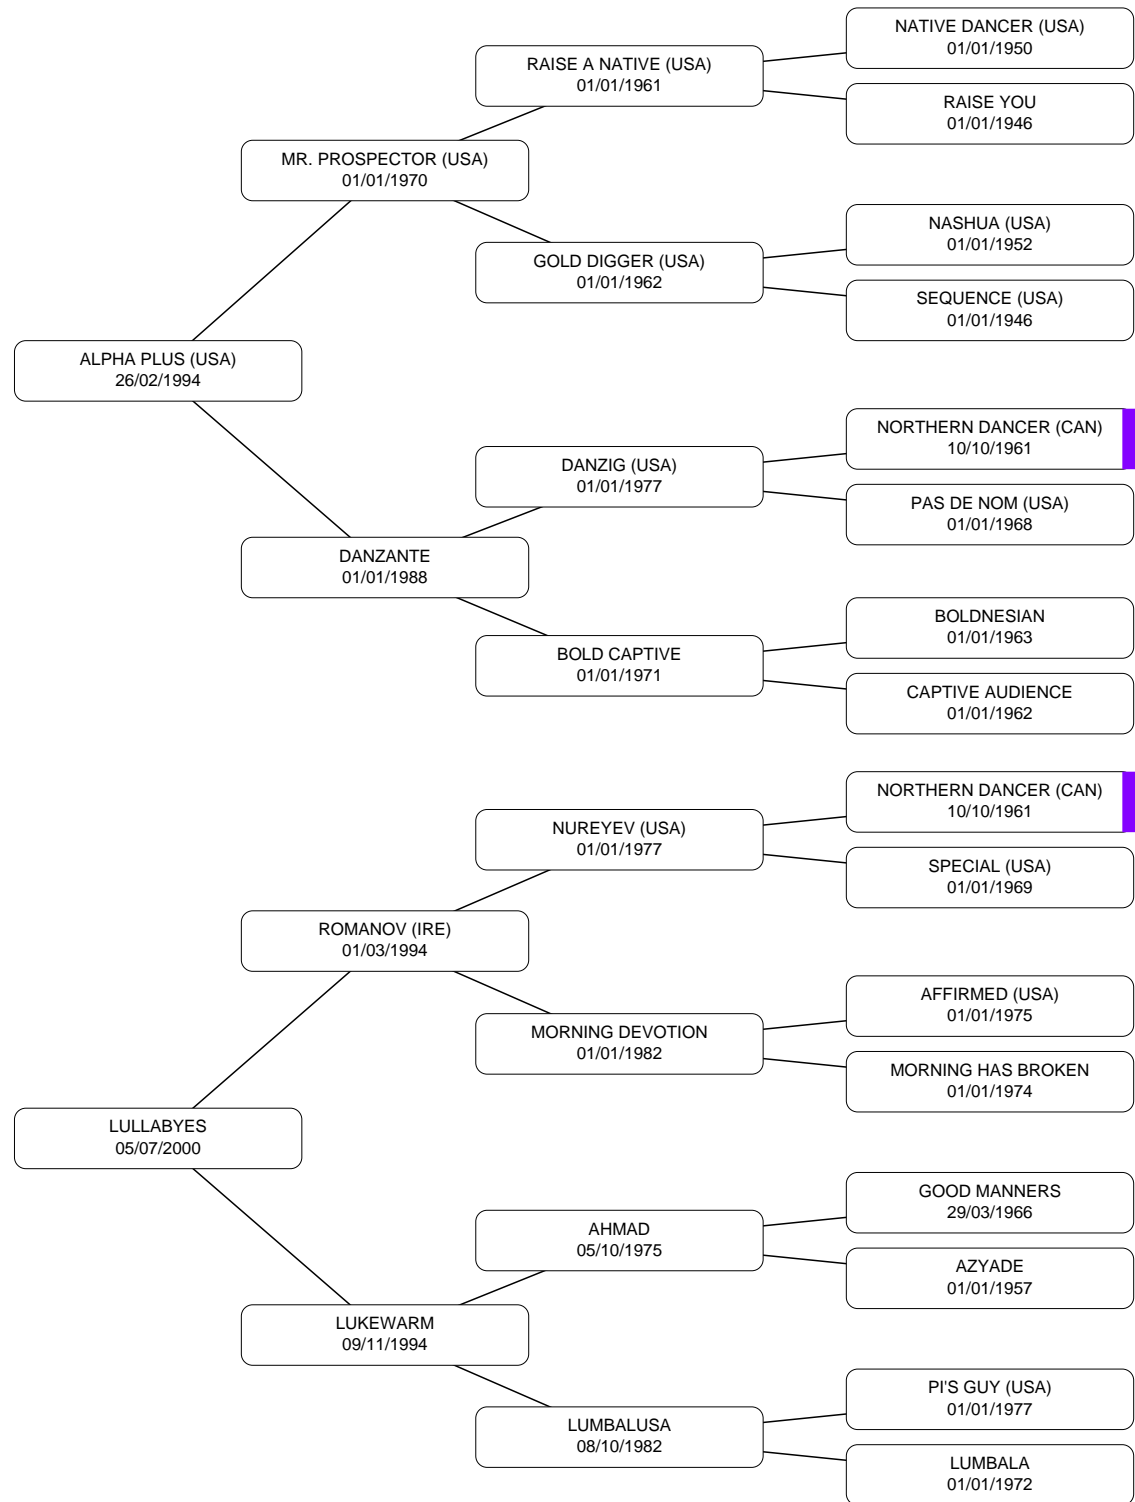 NATIVE DANCER (USA)
01/01/1950
RAISE A NATIVE (USA)
01/01/1961
RAISE YOU
01/01/1946
MR. PROSPECTOR (USA)
01/01/1970
NASHUA (USA)
01/01/1952
GOLD DIGGER (USA)
01/01/1962
SEQUENCE (USA)
01/01/1946
ALPHA PLUS (USA)
26/02/1994
NORTHERN DANCER (CAN)
10/10/1961
DANZIG (USA)
01/01/1977
PAS DE NOM (USA)
01/01/1968
DANZANTE
01/01/1988
BOLDNESIAN
01/01/1963
BOLD CAPTIVE
01/01/1971
CAPTIVE AUDIENCE
01/01/1962
NORTHERN DANCER (CAN)
10/10/1961
NUREYEV (USA)
01/01/1977
SPECIAL (USA)
01/01/1969
ROMANOV (IRE)
01/03/1994
AFFIRMED (USA)
01/01/1975
MORNING DEVOTION
01/01/1982
MORNING HAS BROKEN
01/01/1974
LULLABYES
05/07/2000
GOOD MANNERS
29/03/1966
AHMAD
05/10/1975
AZYADE
01/01/1957
LUKEWARM
09/11/1994
PI'S GUY (USA)
01/01/1977
LUMBALUSA
08/10/1982
LUMBALA
01/01/1972